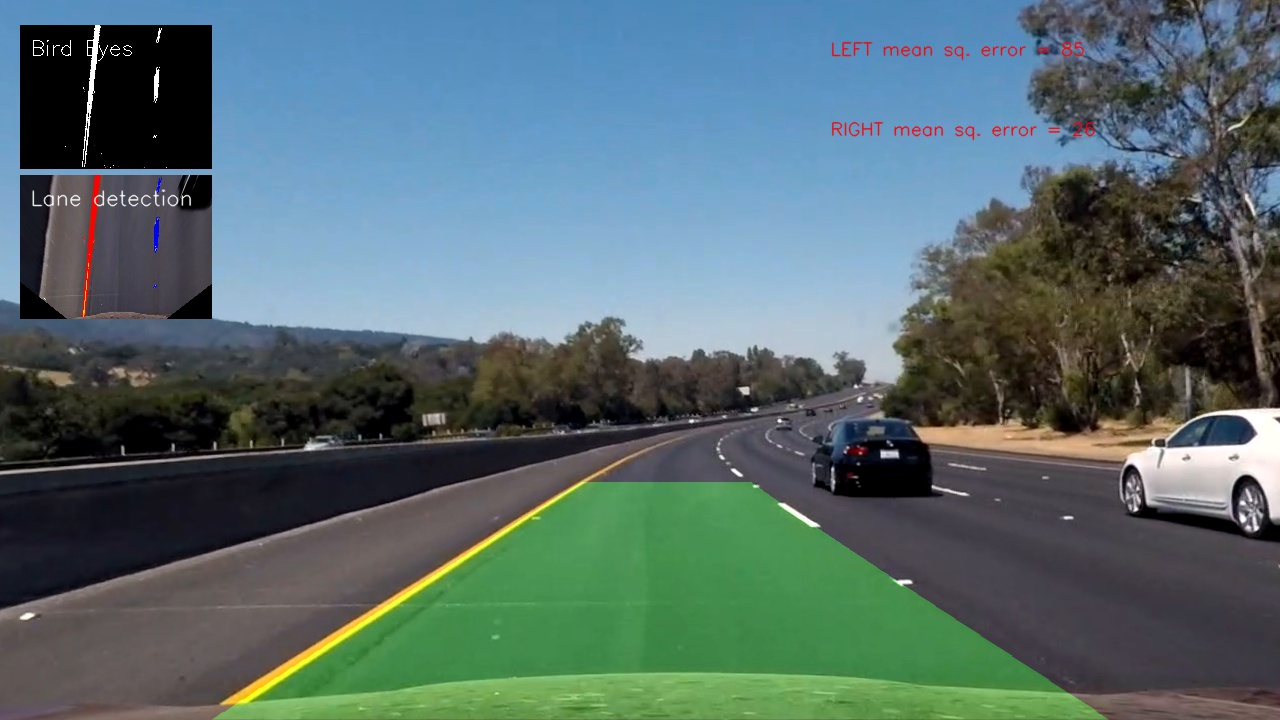 Bird Eyes
Lane detection
LEFT mean sq. error = 85
RIGHT mean sq. error = 26